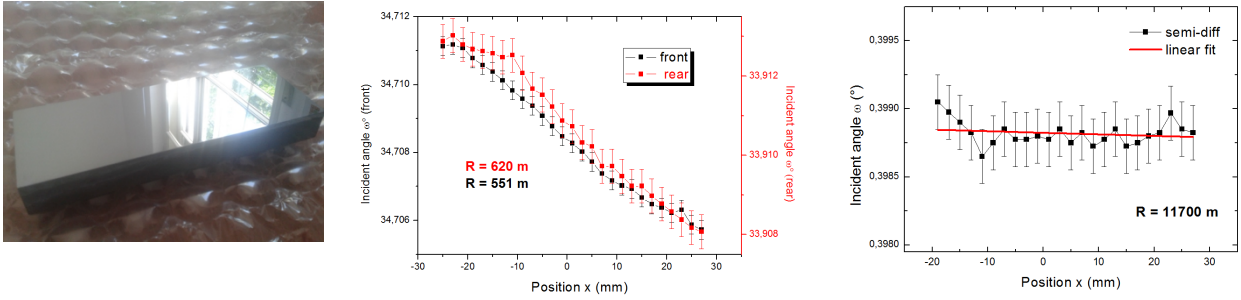 34,712
34,710
34,708
34,706
Incident angle ω° (front)
front
rear
R = 620 m
R = 551 m
33,912
33,910
33,908
Incident angle ω° (rear)
-30 -20 -10 0 10 20 30
Position x (mm)
0,3995
0,3990
0,3985
0,3980
Incident angle ω (°)
semi-diff
linear fit
R = 11700 m
-20 -10 0 10 20 30
Position x (mm)